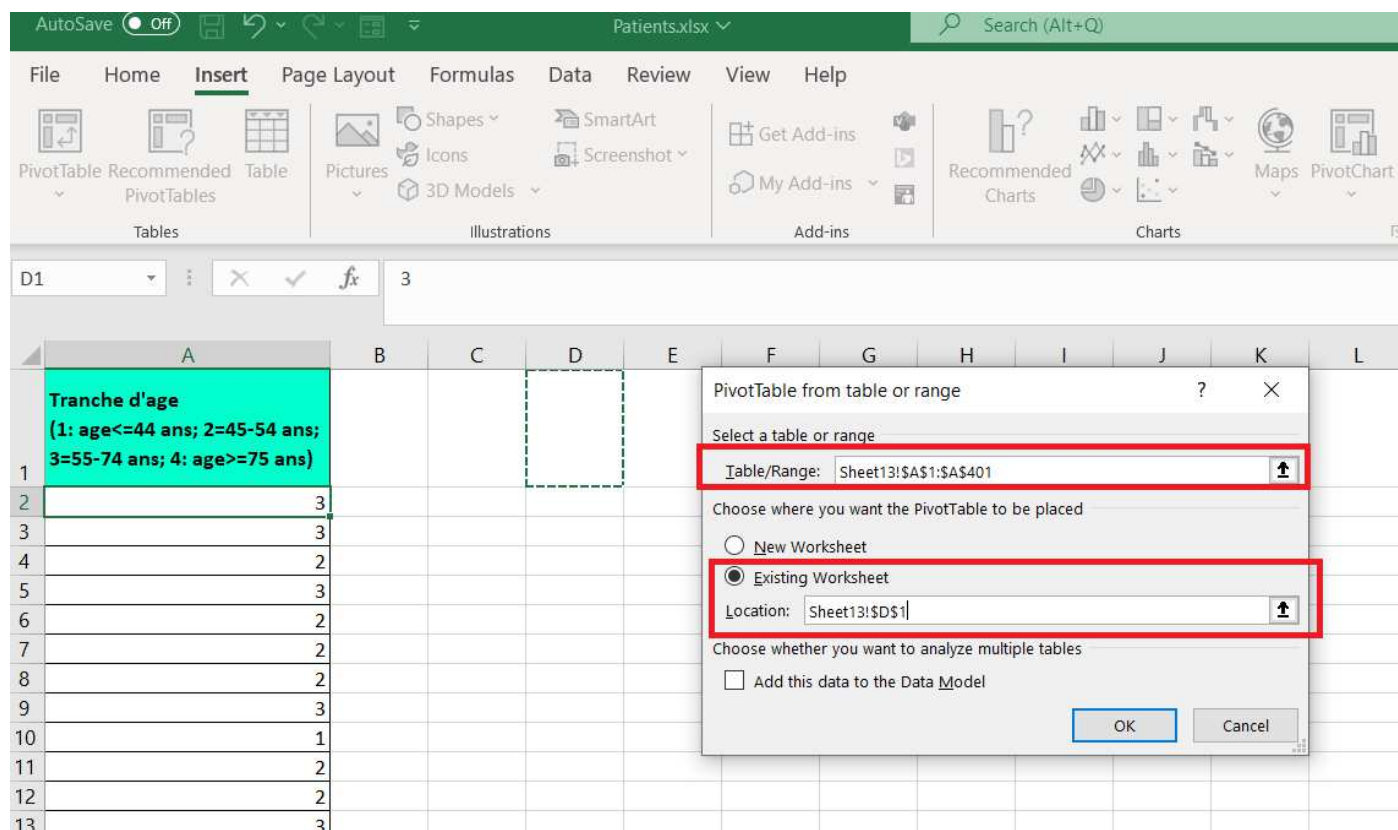 AutoSave Off Patients.xlsx Search (Alt+Q)
File Home Insert Page Layout Formulas Data Review View Help
PivotTable Recommended PivotTables Table
Pictures Shapes Icons 3D Models SmartArt Screenshot
Get Add-ins My Add-ins
Recommended Charts Maps PivotChart
Tables Illustrations Add-ins Charts
D1 fx 3
A B C D E F G H I J K L
1 Tranche d'age
(1: age<=44 ans; 2=45-54 ans;
3=55-74 ans; 4: age>=75 ans)
2 3
3 3
4 2
5 3
6 2
7 2
8 2
9 3
10 1
11 2
12 2
13 3
PivotTable from table or range ?
Select a table or range
Table/Range: Sheet13!$A$1:$A$401
Choose where you want the PivotTable to be placed
New Worksheet
Existing Worksheet
Location: Sheet13!$D$1
Choose whether you want to analyze multiple tables
Add this data to the Data Model
OK Cancel